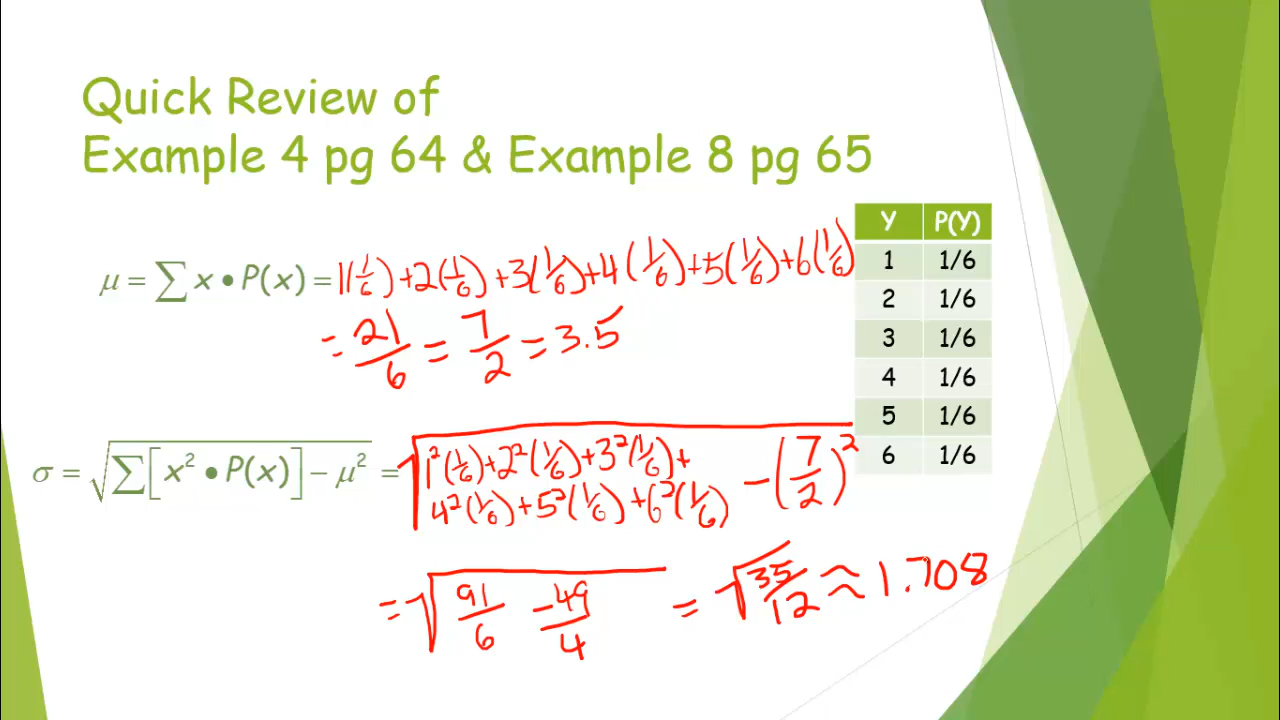 Quick Review of
Example 4 pg 64 & Example 8 pg 65
μ = ∑ x • P(x) = 1(1/6) + 2(1/6) + 3(1/6) + 4(1/6) + 5(1/6) + 6(1/6)
= 21/6 = 7/2 = 3.5
Y P(Y)
1 1/6
2 1/6
3 1/6
4 1/6
5 1/6
6 1/6
σ = √∑[x² • P(x)] − μ² = √1²(1/6) + 2²(1/6) + 3²(1/6) +
4²(1/6) + 5²(1/6) + 6²(1/6) − (7/2)²
= √91/6 − 49/4 = √35/12 ≈ 1.708